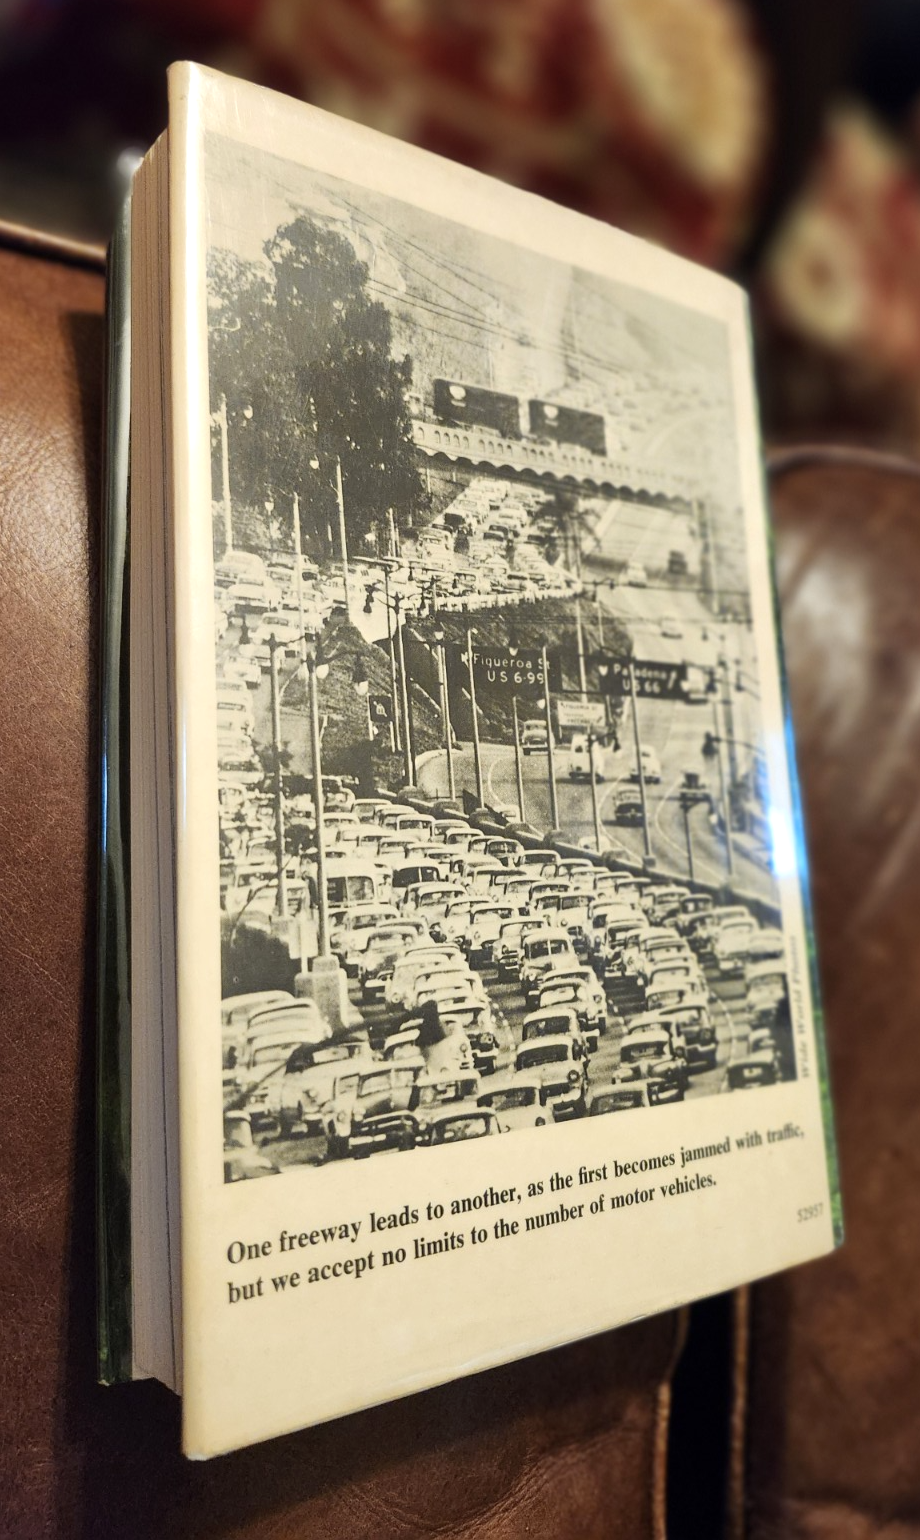 Figueroa St
US 6-99
Pasadena
US 66
Wide World Photos
One freeway leads to another, as the first becomes jammed with traffic,
but we accept no limits to the number of motor vehicles.
52957